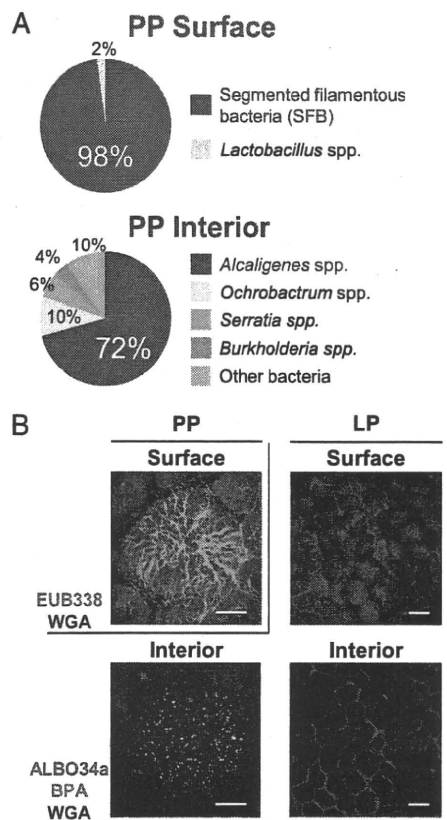 A
PP Surface
2%
98%
Segmented filamentous
bacteria (SFB)
Lactobacillus spp.
PP Interior
10%
4%
6%
10%
72%
Alcaligenes spp.
Ochrobactrum spp.
Serratia spp.
Burkholderia spp.
Other bacteria
B
PP
LP
Surface
Surface
EUB338
WGA
Interior
Interior
ALBO34a
BPA
WGA